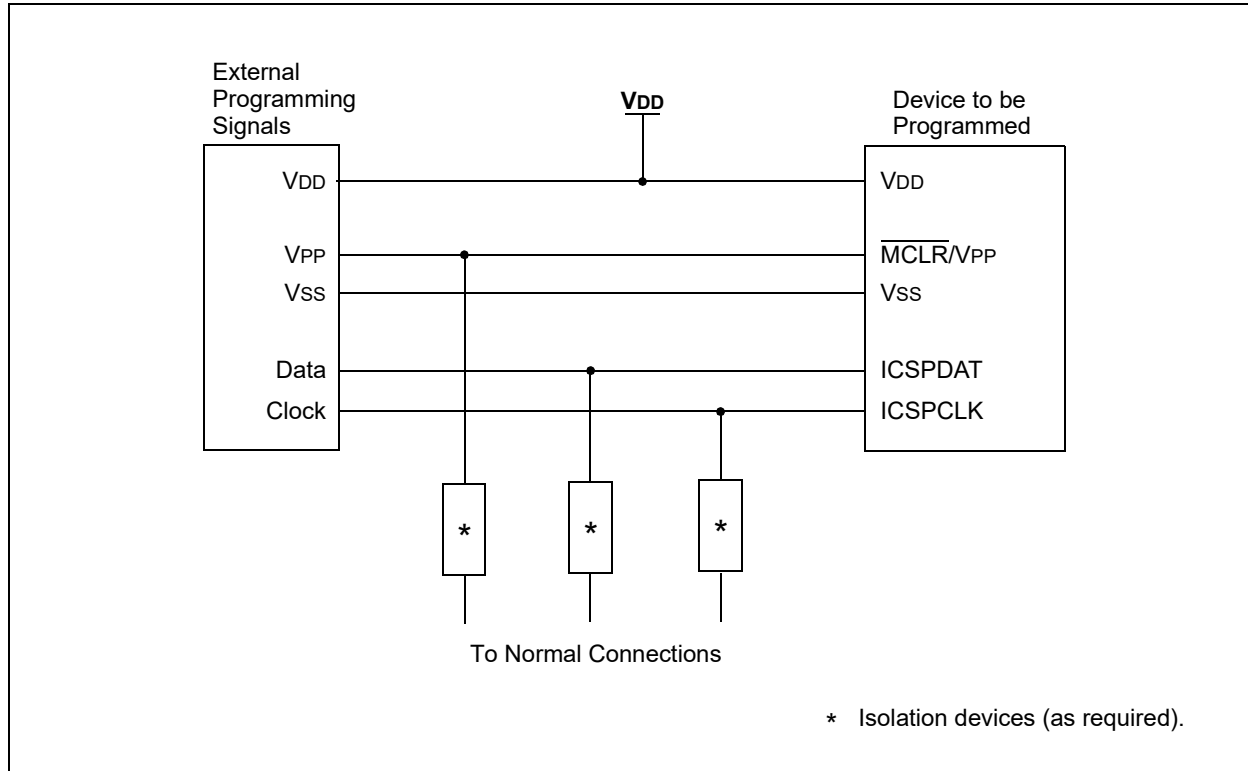 External
Programming
Signals
VDD
Device to be
Programmed
VDD
VDD
VPP
MCLR/VPP
VSS
VSS
Data
ICSPDAT
Clock
ICSPCLK
*
*
*
To Normal Connections
* Isolation devices (as required).